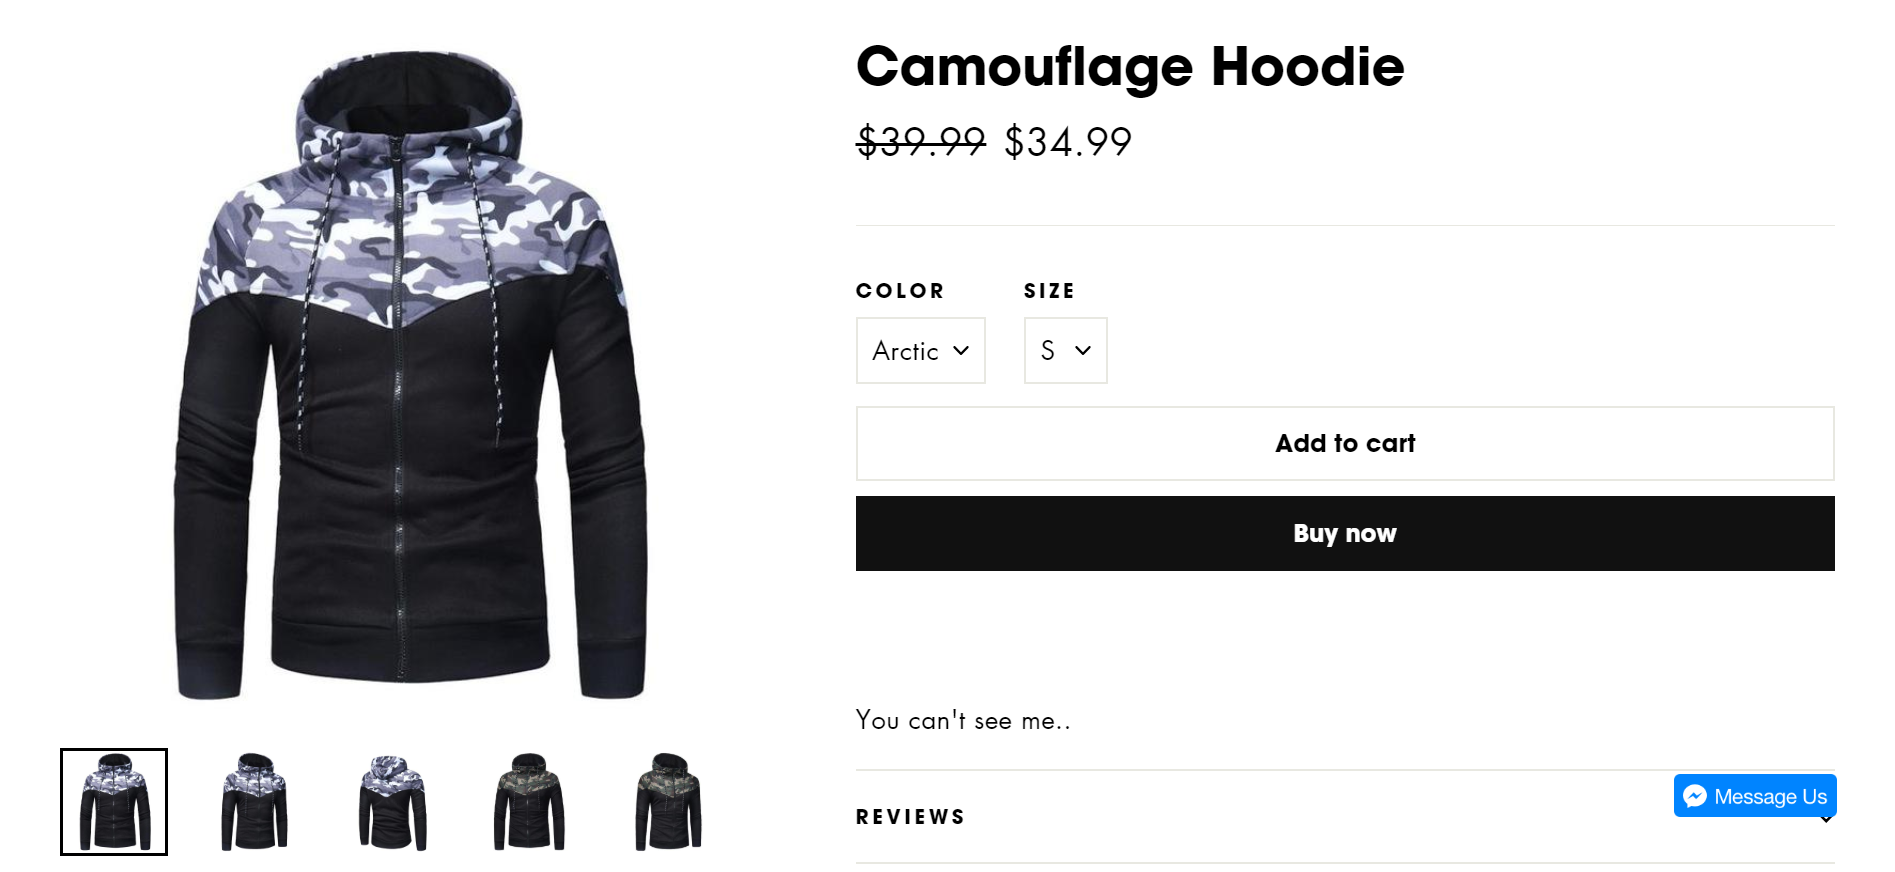 Camouflage Hoodie
$39.99 $34.99
COLOR SIZE
Arctic S
Add to cart
Buy now
You can't see me..
REVIEWS
Message Us